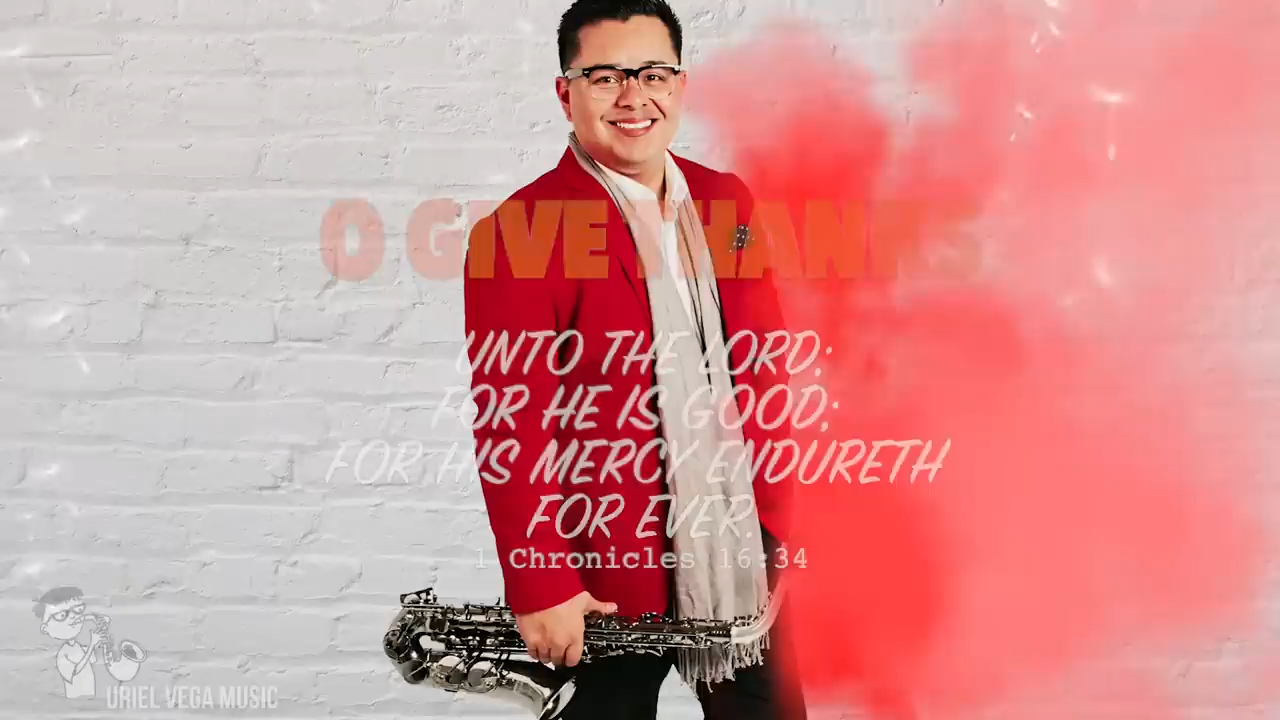 O GIVE THANKS
UNTO THE LORD;
FOR HE IS GOOD;
FOR HIS MERCY ENDURETH
FOR EVER.
1 Chronicles 16:34
URIEL VEGA MUSIC